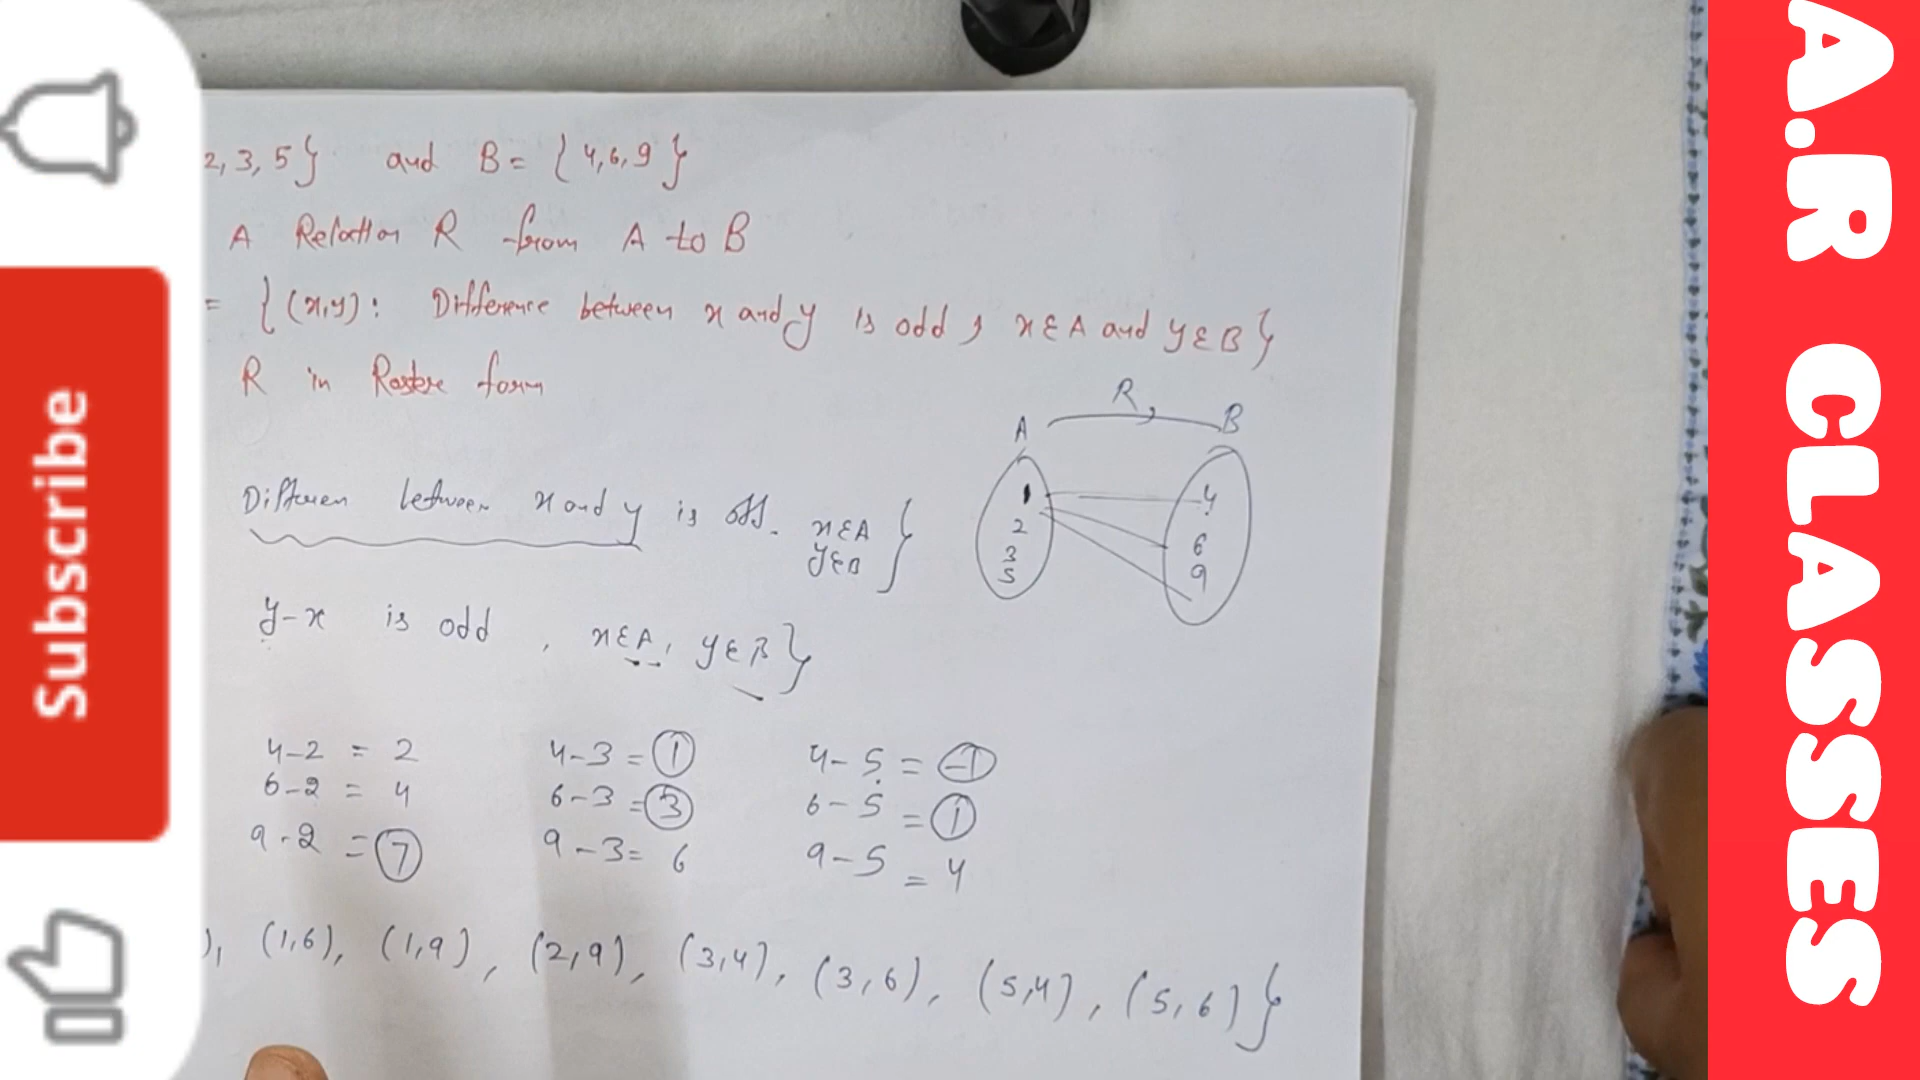 2, 3, 5} and B = {4, 6, 9}
A Relation R from A to B
= {(x,y) : Difference between x and y is odd, x ∈ A and y ∈ B}
R in Roster form
R
A B
1 4
2 6
3 9
5
Differen between x and y is odd. x ∈ A
y ∈ B }
y-x is odd, x ∈ A, y ∈ B}
4-2 = 2 4-3 = 1 4-5 = -1
6-2 = 4 6-3 = 3 6-5 = 1
9-2 = 7 9-3 = 6 9-5 = 4
), (1,6), (1,9), (2,9), (3,4), (3,6), (5,4), (5,6)}
Subscribe
A.R CLASSES